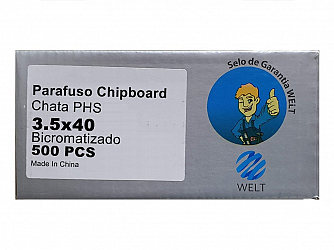 Parafuso Chipboard
Chata PHS
3.5x40
Bicromatizado
500 PCS
Made In China
Selo de Garantia WELT
WELT